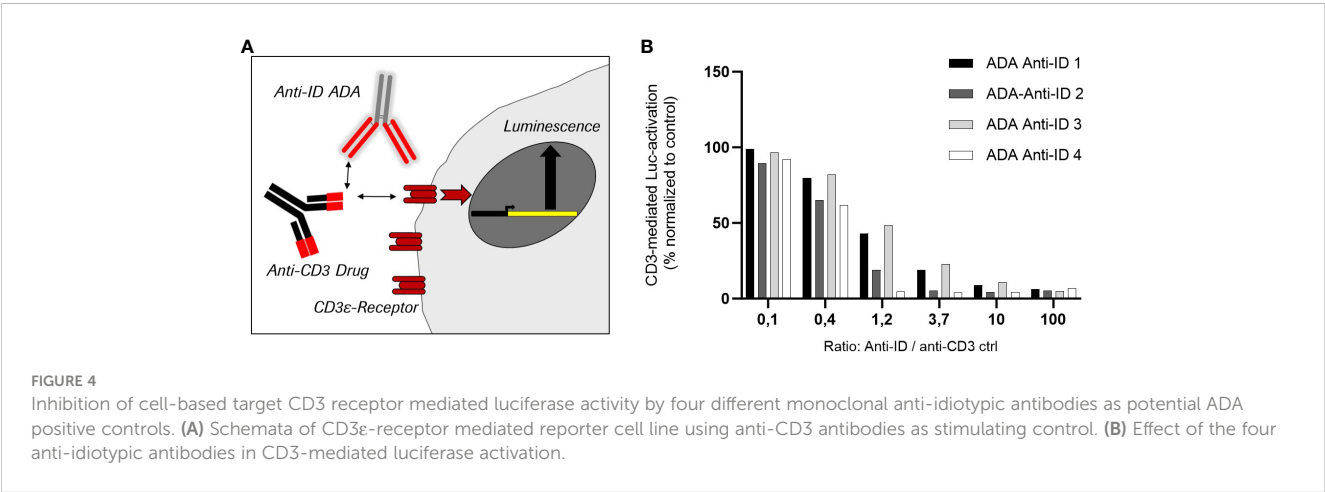 A
Anti-ID ADA
Luminescence
Anti-CD3 Drug
CD3ε-Receptor
B
CD3-mediated Luc-activation
(% normalized to control)
150
100
50
0
0,1 0,4 1,2 3,7 10 100
Ratio: Anti-ID / anti-CD3 ctrl
ADA Anti-ID 1
ADA-Anti-ID 2
ADA Anti-ID 3
ADA Anti-ID 4
FIGURE 4
Inhibition of cell-based target CD3 receptor mediated luciferase activity by four different monoclonal anti-idiotypic antibodies as potential ADA
positive controls. (A) Schemata of CD3ε-receptor mediated reporter cell line using anti-CD3 antibodies as stimulating control. (B) Effect of the four
anti-idiotypic antibodies in CD3-mediated luciferase activation.